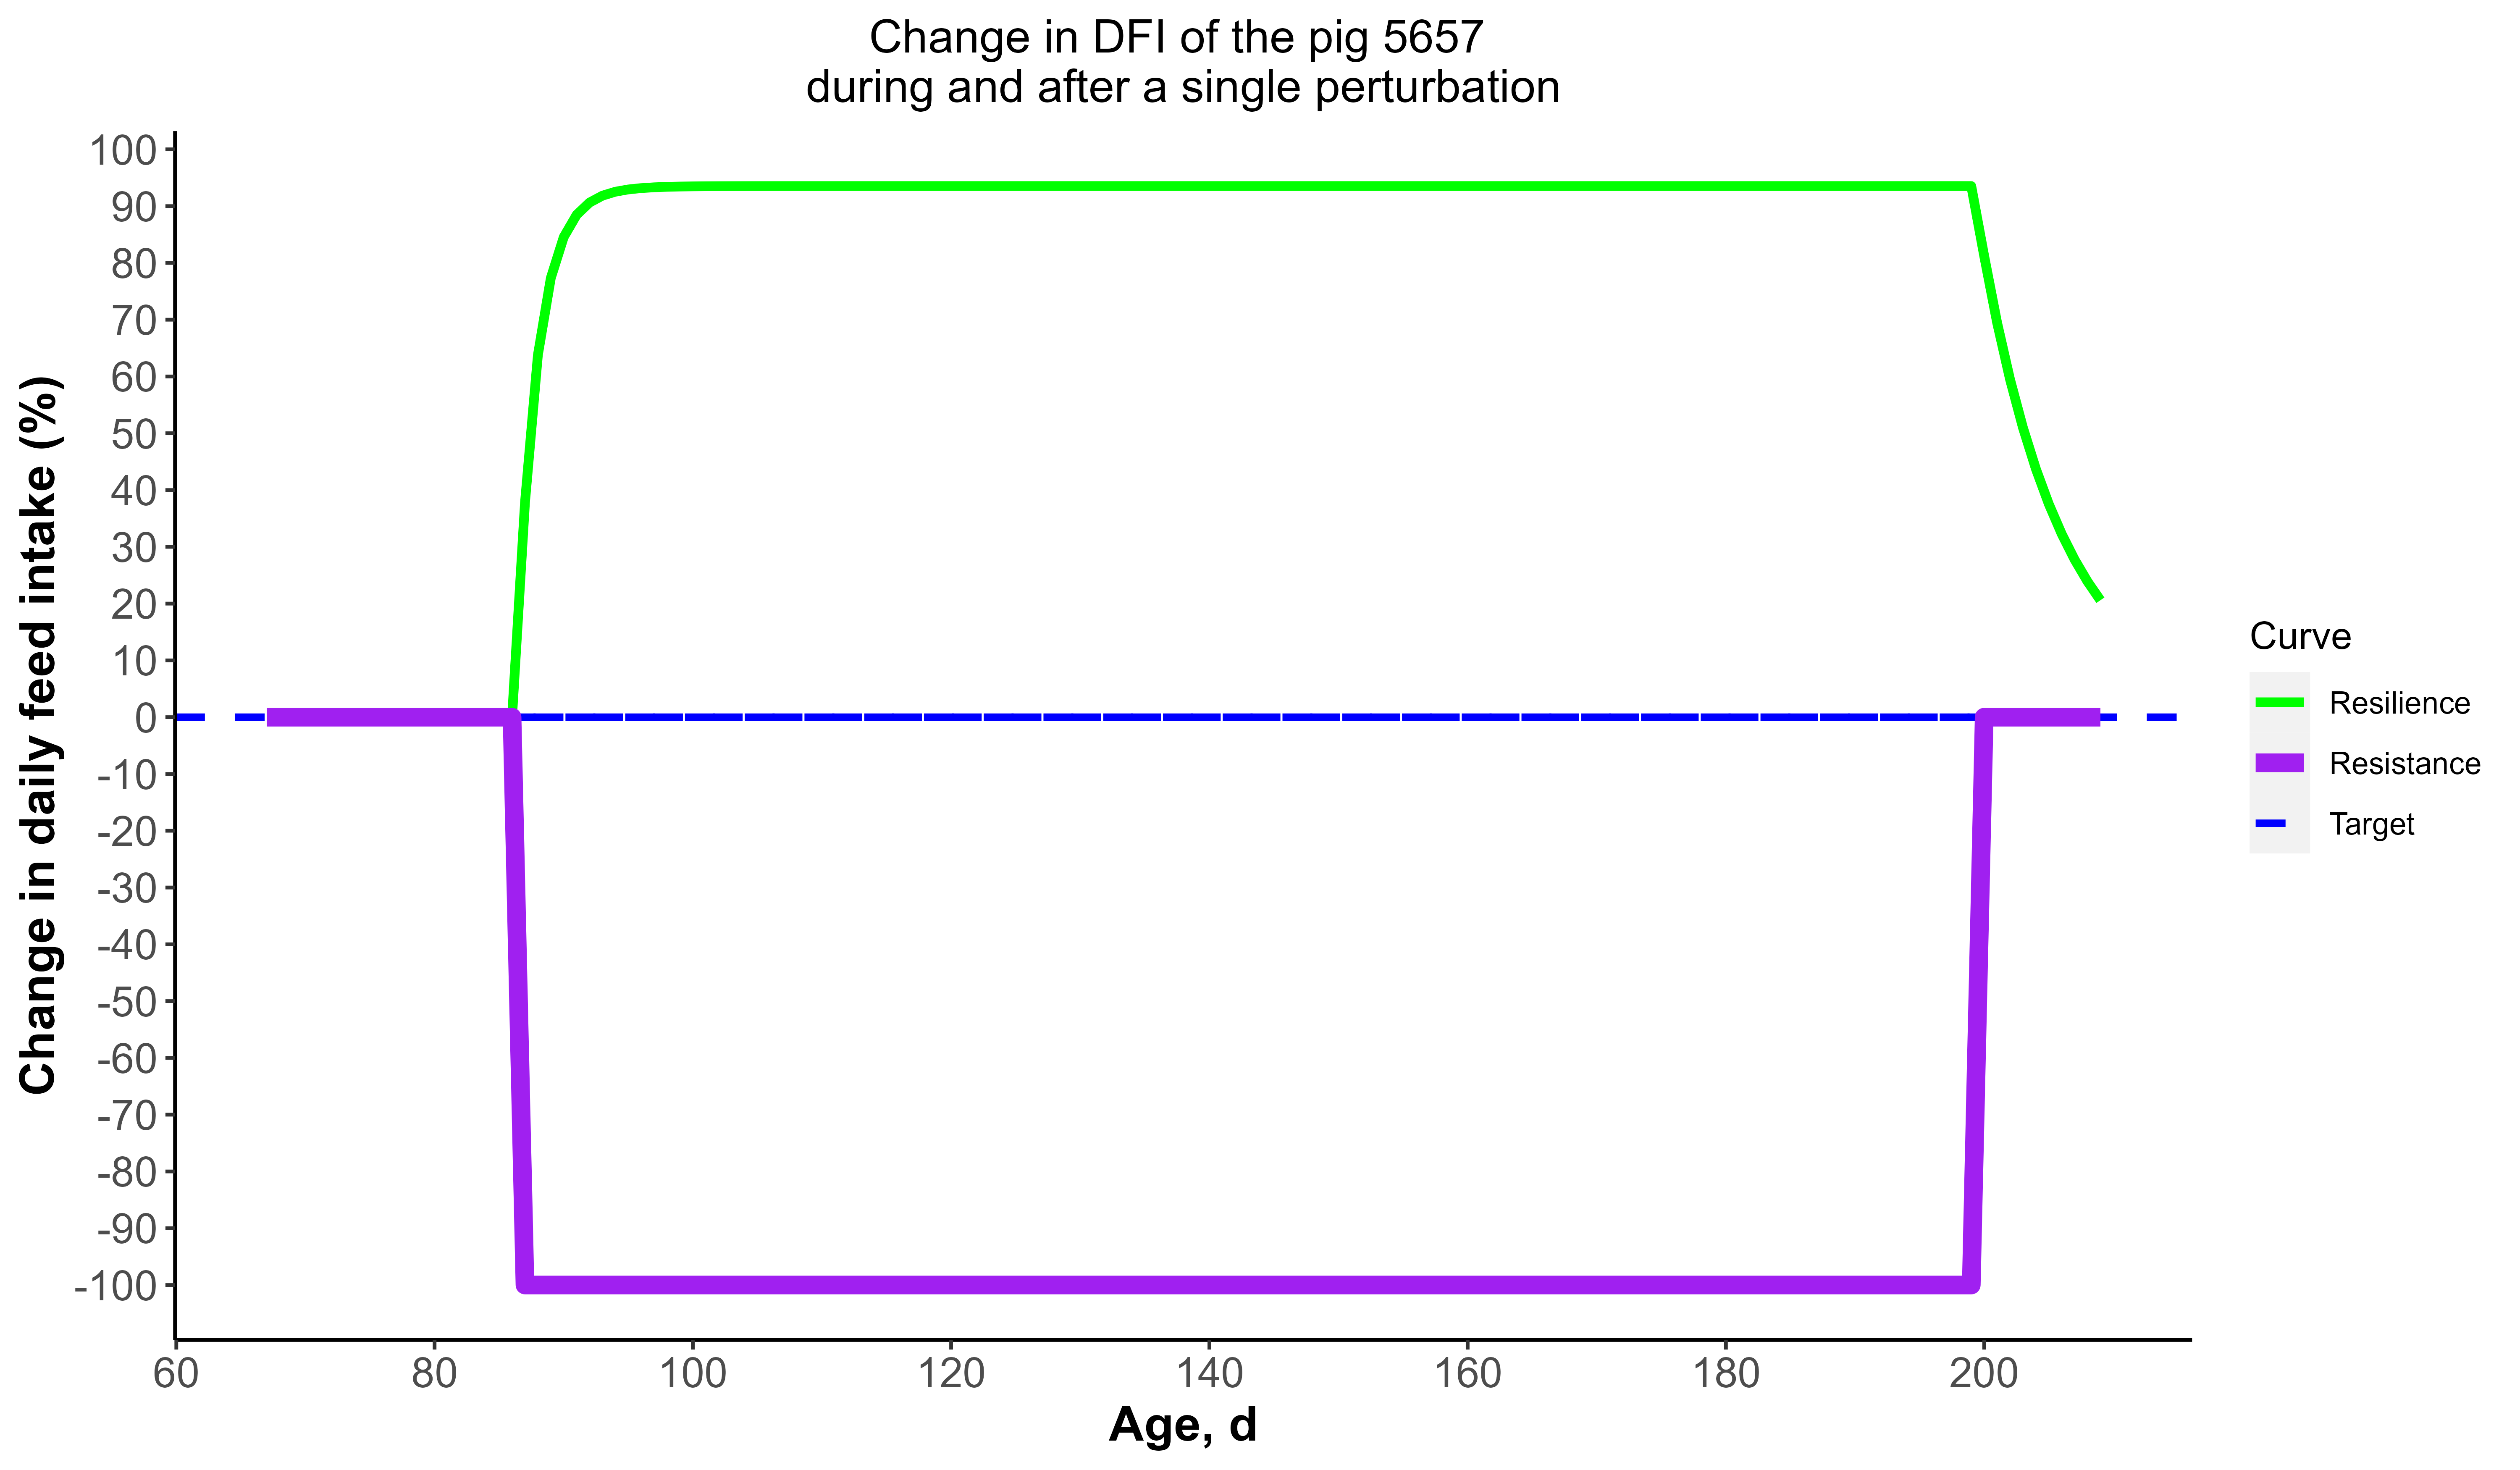 Change in DFI of the pig 5657
during and after a single perturbation
Change in daily feed intake (%)
100
90
80
70
60
50
40
30
20
10
0
-10
-20
-30
-40
-50
-60
-70
-80
-90
-100
60 80 100 120 140 160 180 200
Age, d
Curve
Resilience
Resistance
Target